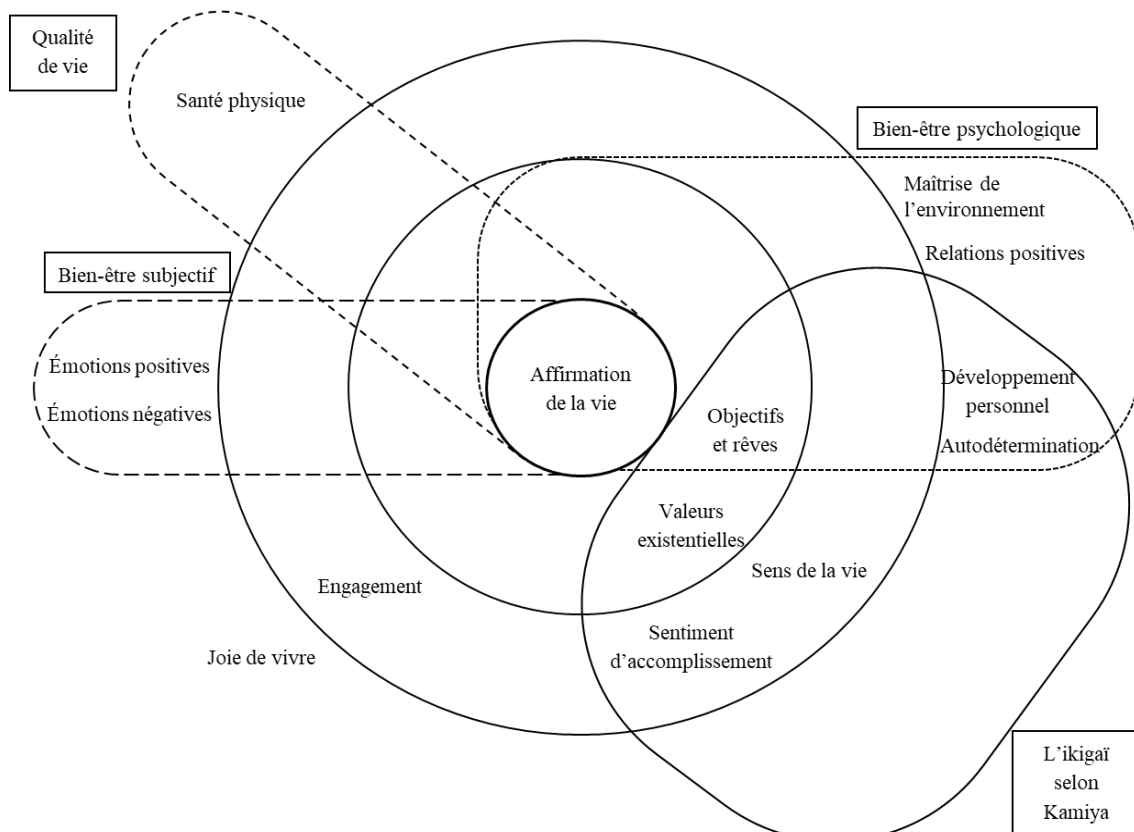 Qualité
de vie
Santé physique
Bien-être psychologique
Maîtrise de
l’environnement
Relations positives
Bien-être subjectif
Émotions positives
Émotions négatives
Affirmation
de la vie
Objectifs
et rêves
Développement
personnel
Autodétermination
Valeurs
existentielles
Sens de la vie
Engagement
Sentiment
d’accomplissement
Joie de vivre
L’ikigaï
selon
Kamiya